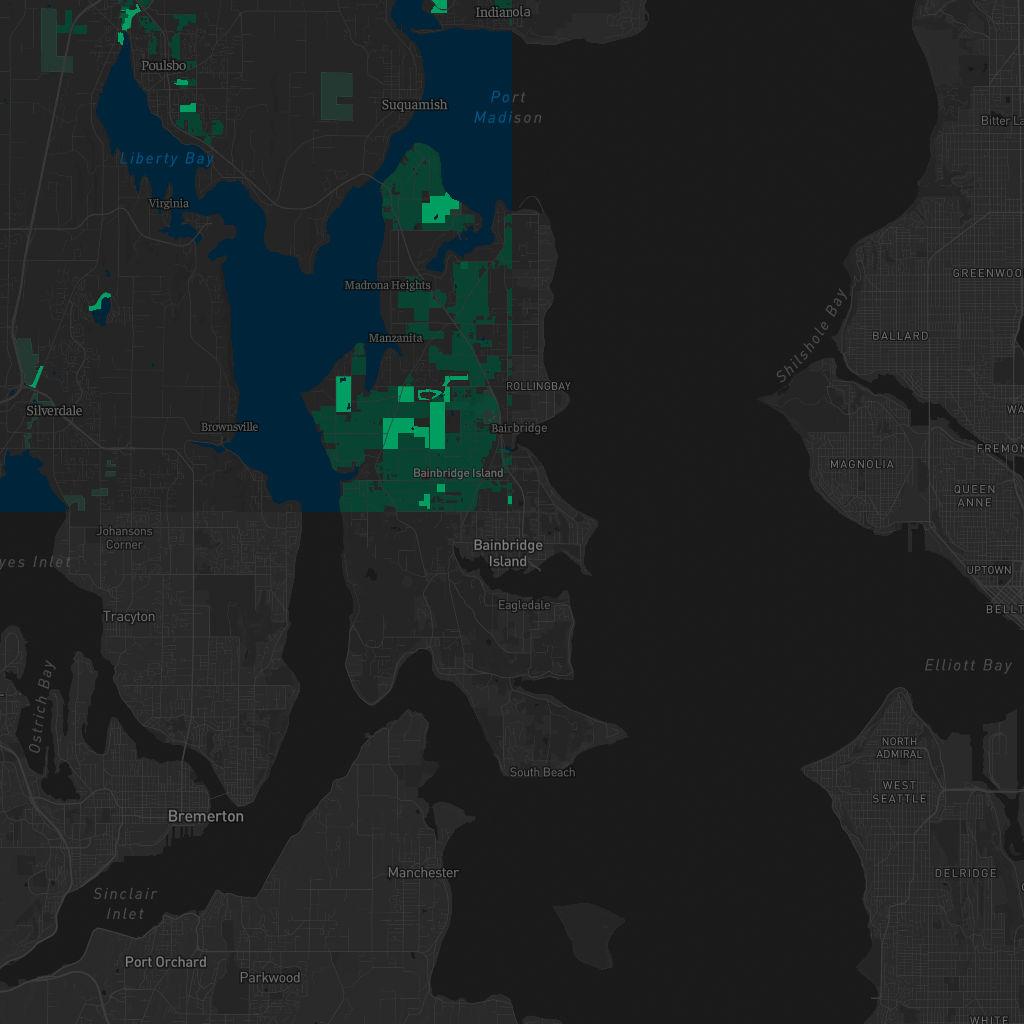 Indianola
Poulsbo
Suquamish
Port
Madison
Bitter La
Liberty Bay
Virginia
GREENWOO
Madrona Heights
Shilshole Bay
BALLARD
Manzanita
ROLLINGBAY
Silverdale
WA
Brownsville
Bainbridge
FREMON
MAGNOLIA
Bainbridge Island
QUEEN
ANNE
Johansons
Corner
Bainbridge
Island
yes Inlet
UPTOWN
Eagledale
BELLT
Tracyton
Elliott Bay
Ostrich Bay
NORTH
ADMIRAL
South Beach
WEST
SEATTLE
Bremerton
Manchester
DELRIDGE
Sinclair
Inlet
Port Orchard
Parkwood
WHITE